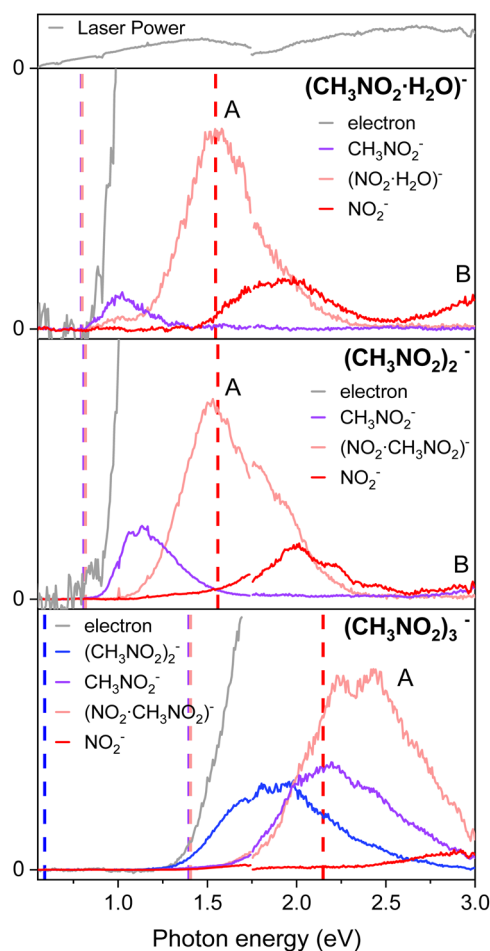 Laser Power
0
(CH₃NO₂·H₂O)⁻
A
electron
CH₃NO₂⁻
(NO₂·H₂O)⁻
NO₂⁻
B
0
(CH₃NO₂)₂ ⁻
A
electron
CH₃NO₂⁻
(NO₂·CH₃NO₂)⁻
NO₂⁻
B
0
(CH₃NO₂)₃ ⁻
electron
(CH₃NO₂)₂⁻
A
CH₃NO₂⁻
(NO₂·CH₃NO₂)⁻
NO₂⁻
0
1.0 1.5 2.0 2.5 3.0
Photon energy (eV)